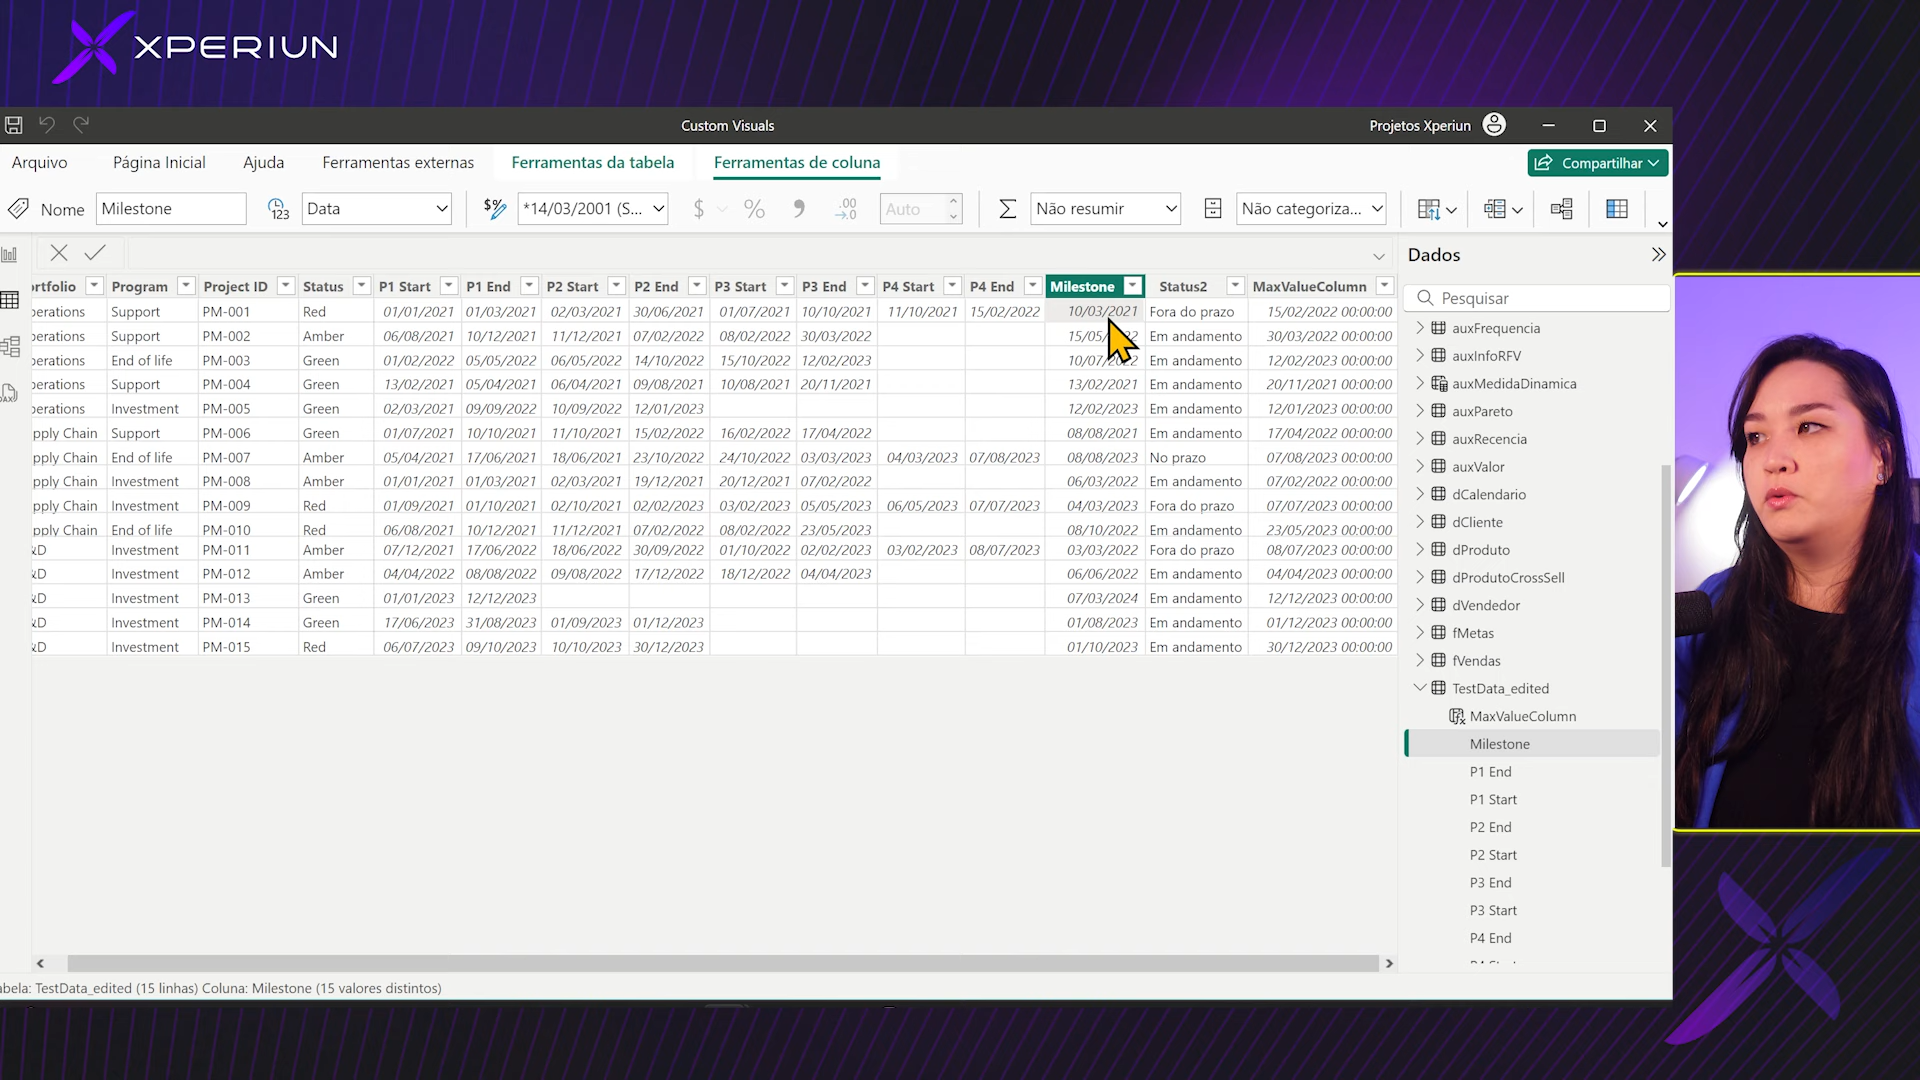 XPERIUN
Custom Visuals
Projetos Xperiun
Arquivo
Página Inicial
Ajuda
Ferramentas externas
Ferramentas da tabela
Ferramentas de coluna
Compartilhar
Nome
Milestone
Data
*14/03/2001 (S...
$
%
Auto
Não resumir
Não categoriza...
Dados
Pesquisar
rtfolio Program Project ID Status P1 Start P1 End P2 Start P2 End P3 Start P3 End P4 Start P4 End Milestone Status2 MaxValueColumn
perations Support PM-001 Red 01/01/2021 01/03/2021 02/03/2021 30/06/2021 01/07/2021 10/10/2021 11/10/2021 15/02/2022 10/03/2021 Fora do prazo 15/02/2022 00:00:00
perations Support PM-002 Amber 06/08/2021 10/12/2021 11/12/2021 07/02/2022 08/02/2022 30/03/2022 Em andamento 30/03/2022 00:00:00
perations End of life PM-003 Green 01/02/2022 05/05/2022 06/05/2022 14/10/2022 15/10/2022 12/02/2023 10/07/2022 Em andamento 12/02/2023 00:00:00
perations Support PM-004 Green 13/02/2021 05/04/2021 06/04/2021 09/08/2021 10/08/2021 20/11/2021 13/02/2021 Em andamento 20/11/2021 00:00:00
perations Investment PM-005 Green 02/03/2021 09/09/2022 10/09/2022 12/01/2023 12/02/2023 Em andamento 12/01/2023 00:00:00
pply Chain Support PM-006 Green 01/07/2021 10/10/2021 11/10/2021 15/02/2022 16/02/2022 17/04/2022 08/08/2021 Em andamento 17/04/2022 00:00:00
pply Chain End of life PM-007 Amber 05/04/2021 17/06/2021 18/06/2021 23/10/2022 24/10/2022 03/03/2023 04/03/2023 07/08/2023 08/08/2023 No prazo 07/08/2023 00:00:00
pply Chain Investment PM-008 Amber 01/01/2021 01/03/2021 02/03/2021 19/12/2021 20/12/2021 07/02/2022 06/03/2022 Em andamento 07/02/2022 00:00:00
pply Chain Investment PM-009 Red 01/09/2021 01/10/2021 02/10/2021 02/02/2023 03/02/2023 05/05/2023 06/05/2023 07/07/2023 04/03/2023 Fora do prazo 07/07/2023 00:00:00
pply Chain End of life PM-010 Red 06/08/2021 10/12/2021 11/12/2021 07/02/2022 08/02/2022 23/05/2023 08/10/2022 Em andamento 23/05/2023 00:00:00
&D Investment PM-011 Amber 07/12/2021 17/06/2022 18/06/2022 30/09/2022 01/10/2022 02/02/2023 03/02/2023 08/07/2023 03/03/2022 Fora do prazo 08/07/2023 00:00:00
&D Investment PM-012 Amber 04/04/2022 08/08/2022 09/08/2022 17/12/2022 18/12/2022 04/04/2023 06/06/2022 Em andamento 04/04/2023 00:00:00
&D Investment PM-013 Green 01/01/2023 12/12/2023 07/03/2024 Em andamento 12/12/2023 00:00:00
&D Investment PM-014 Green 17/06/2023 31/08/2023 01/09/2023 01/12/2023 01/08/2023 Em andamento 01/12/2023 00:00:00
&D Investment PM-015 Red 06/07/2023 09/10/2023 10/10/2023 30/12/2023 01/10/2023 Em andamento 30/12/2023 00:00:00
auxFrequencia
auxInfoRFV
auxMedidaDinamica
auxPareto
auxRecencia
auxValor
dCalendario
dCliente
dProduto
dProdutoCrossSell
dVendedor
fMetas
fVendas
TestData_edited
MaxValueColumn
Milestone
P1 End
P1 Start
P2 End
P2 Start
P3 End
P3 Start
P4 End
abela: TestData_edited (15 linhas) Coluna: Milestone (15 valores distintos)